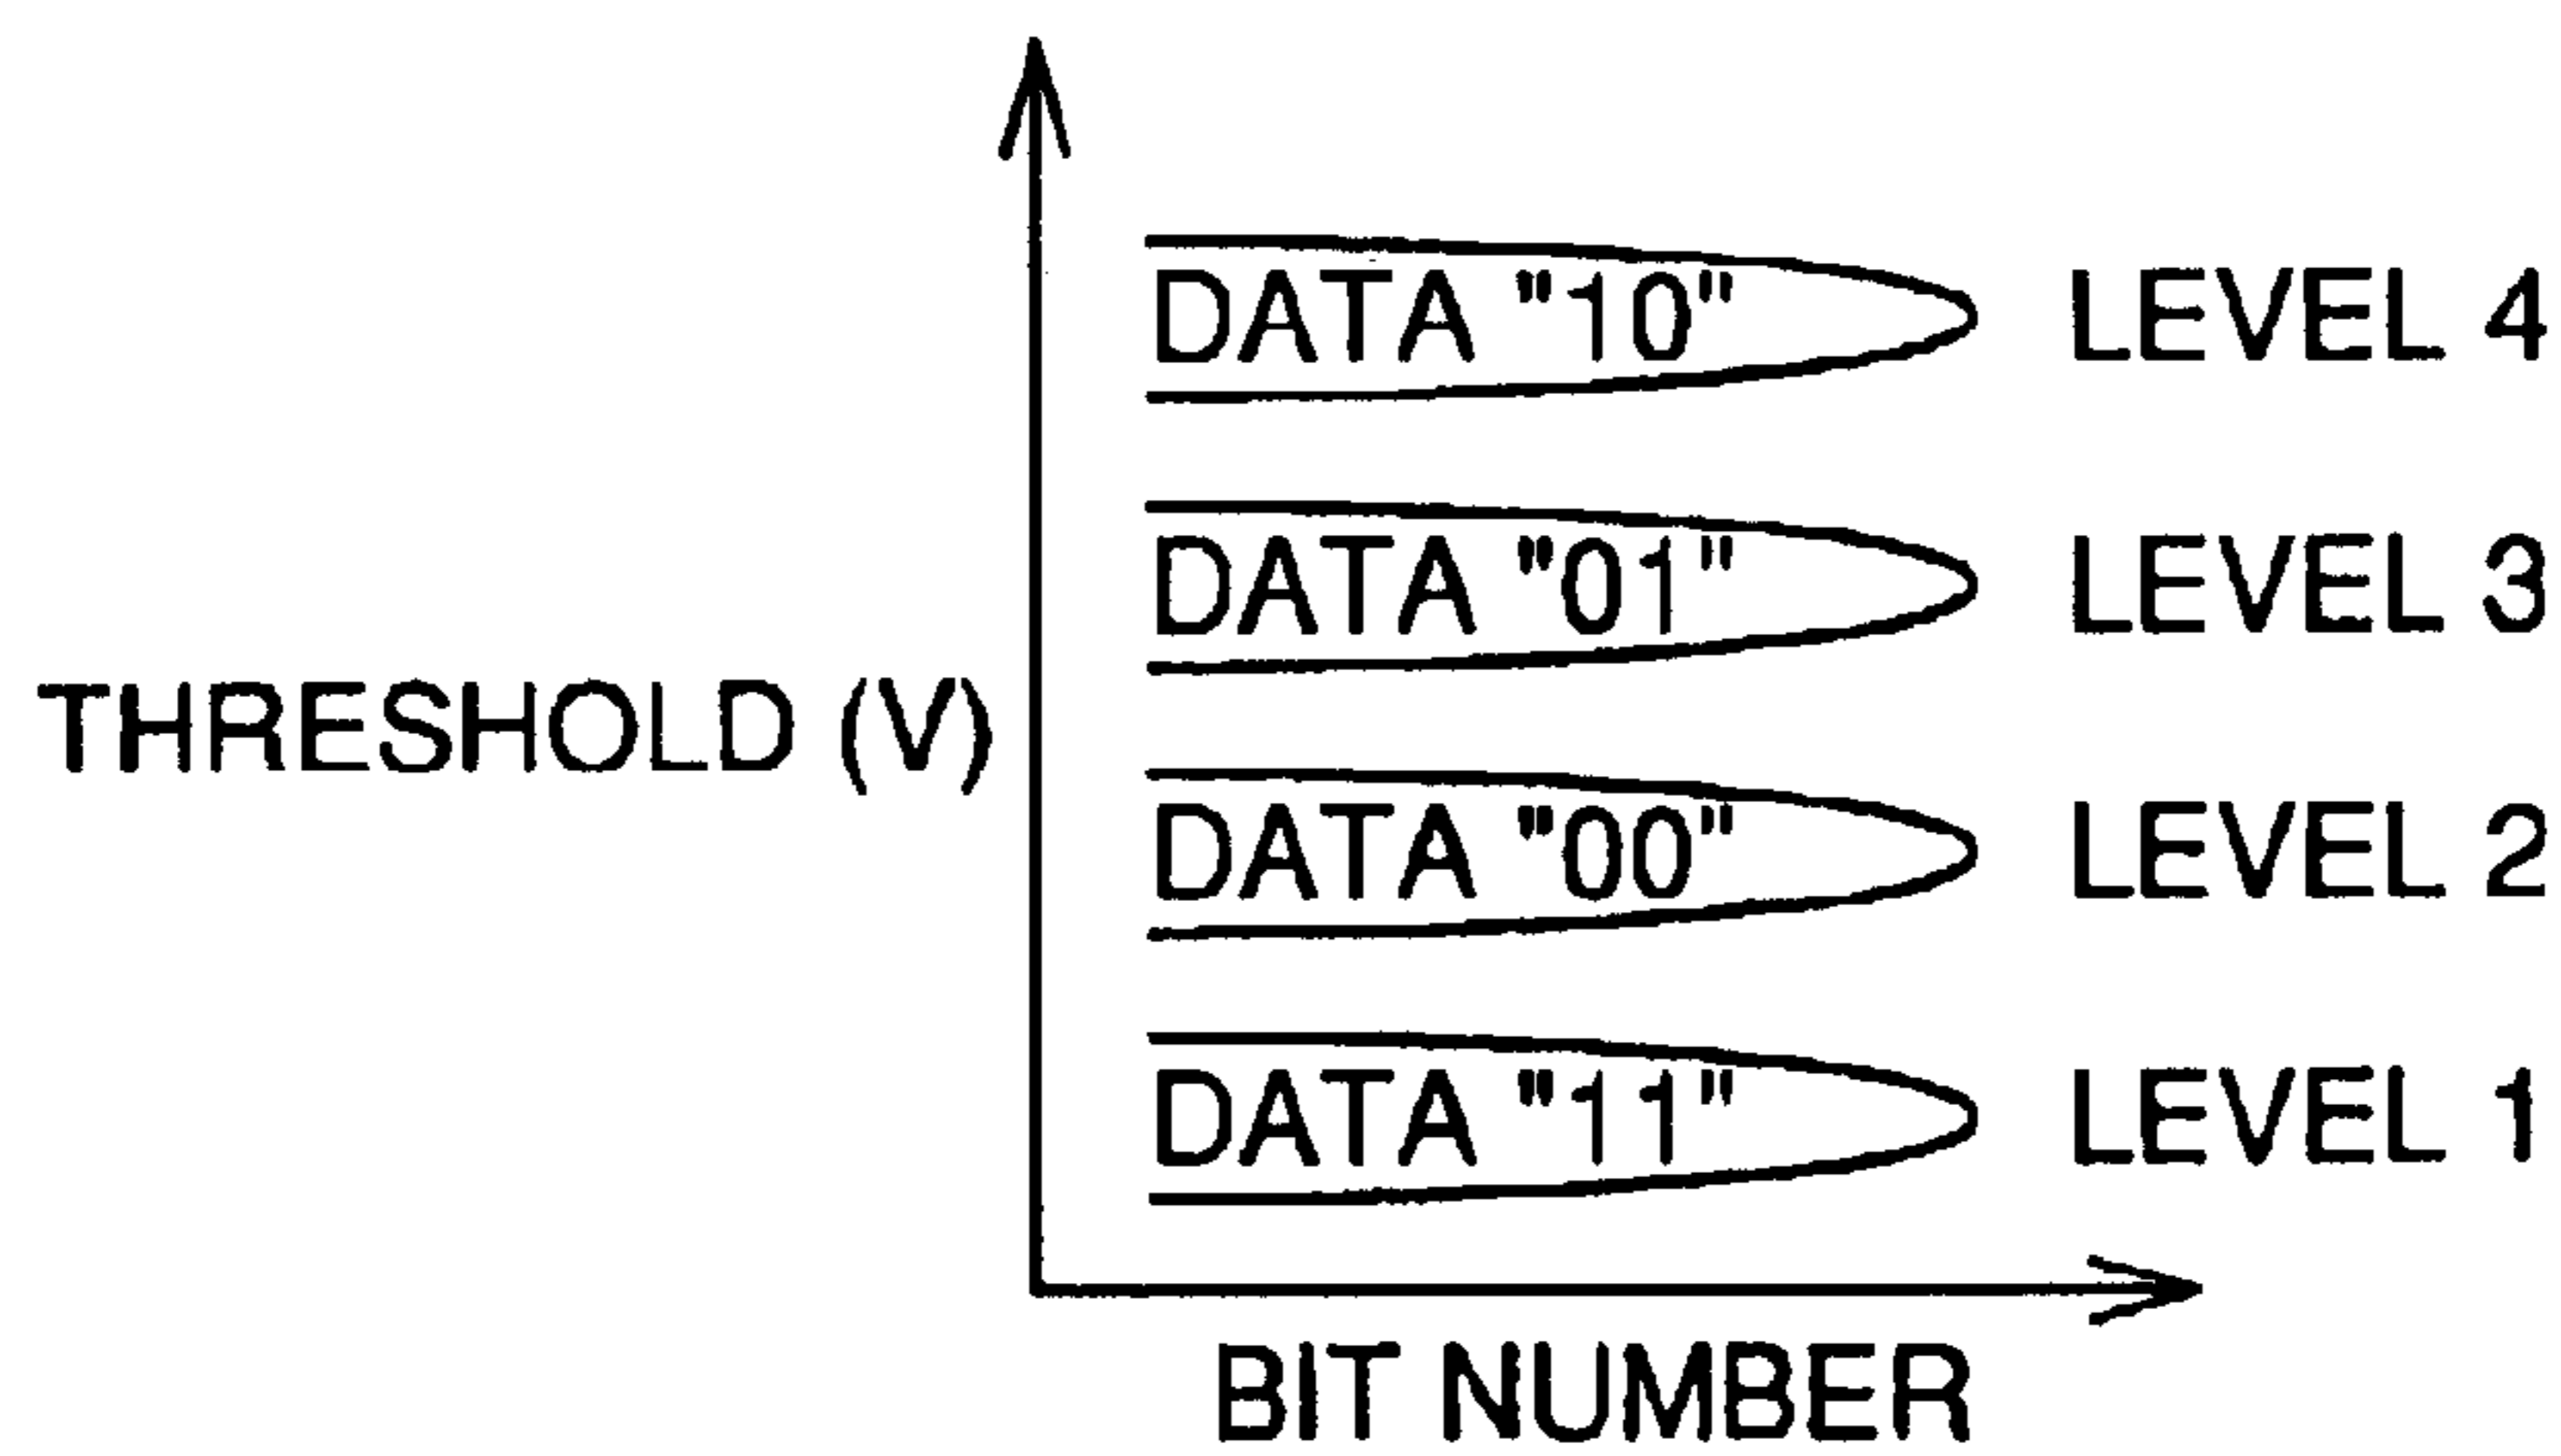 DATA "10" LEVEL 4
DATA "01" LEVEL 3
THRESHOLD (V)
DATA "00" LEVEL 2
DATA "11" LEVEL 1
BIT NUMBER